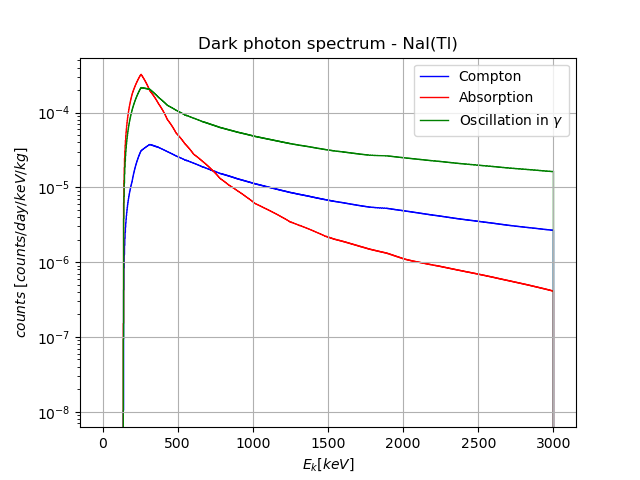 Dark photon spectrum - NaI(Tl)
Compton
Absorption
Oscillation in γ
counts [counts/day/keV/kg]
10⁻⁴
10⁻⁵
10⁻⁶
10⁻⁷
10⁻⁸
0 500 1000 1500 2000 2500 3000
E_k[keV]